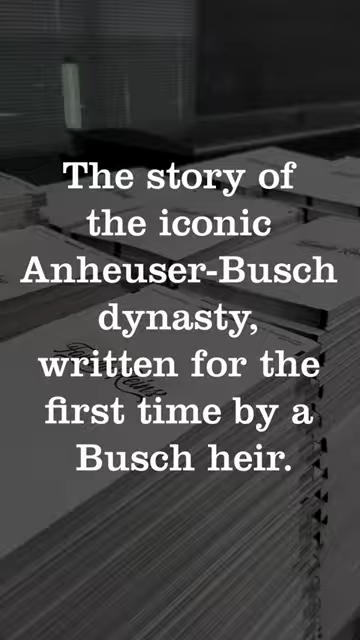 The story of
the iconic
Anheuser-Busch
dynasty,
written for the
first time by a
Busch heir.